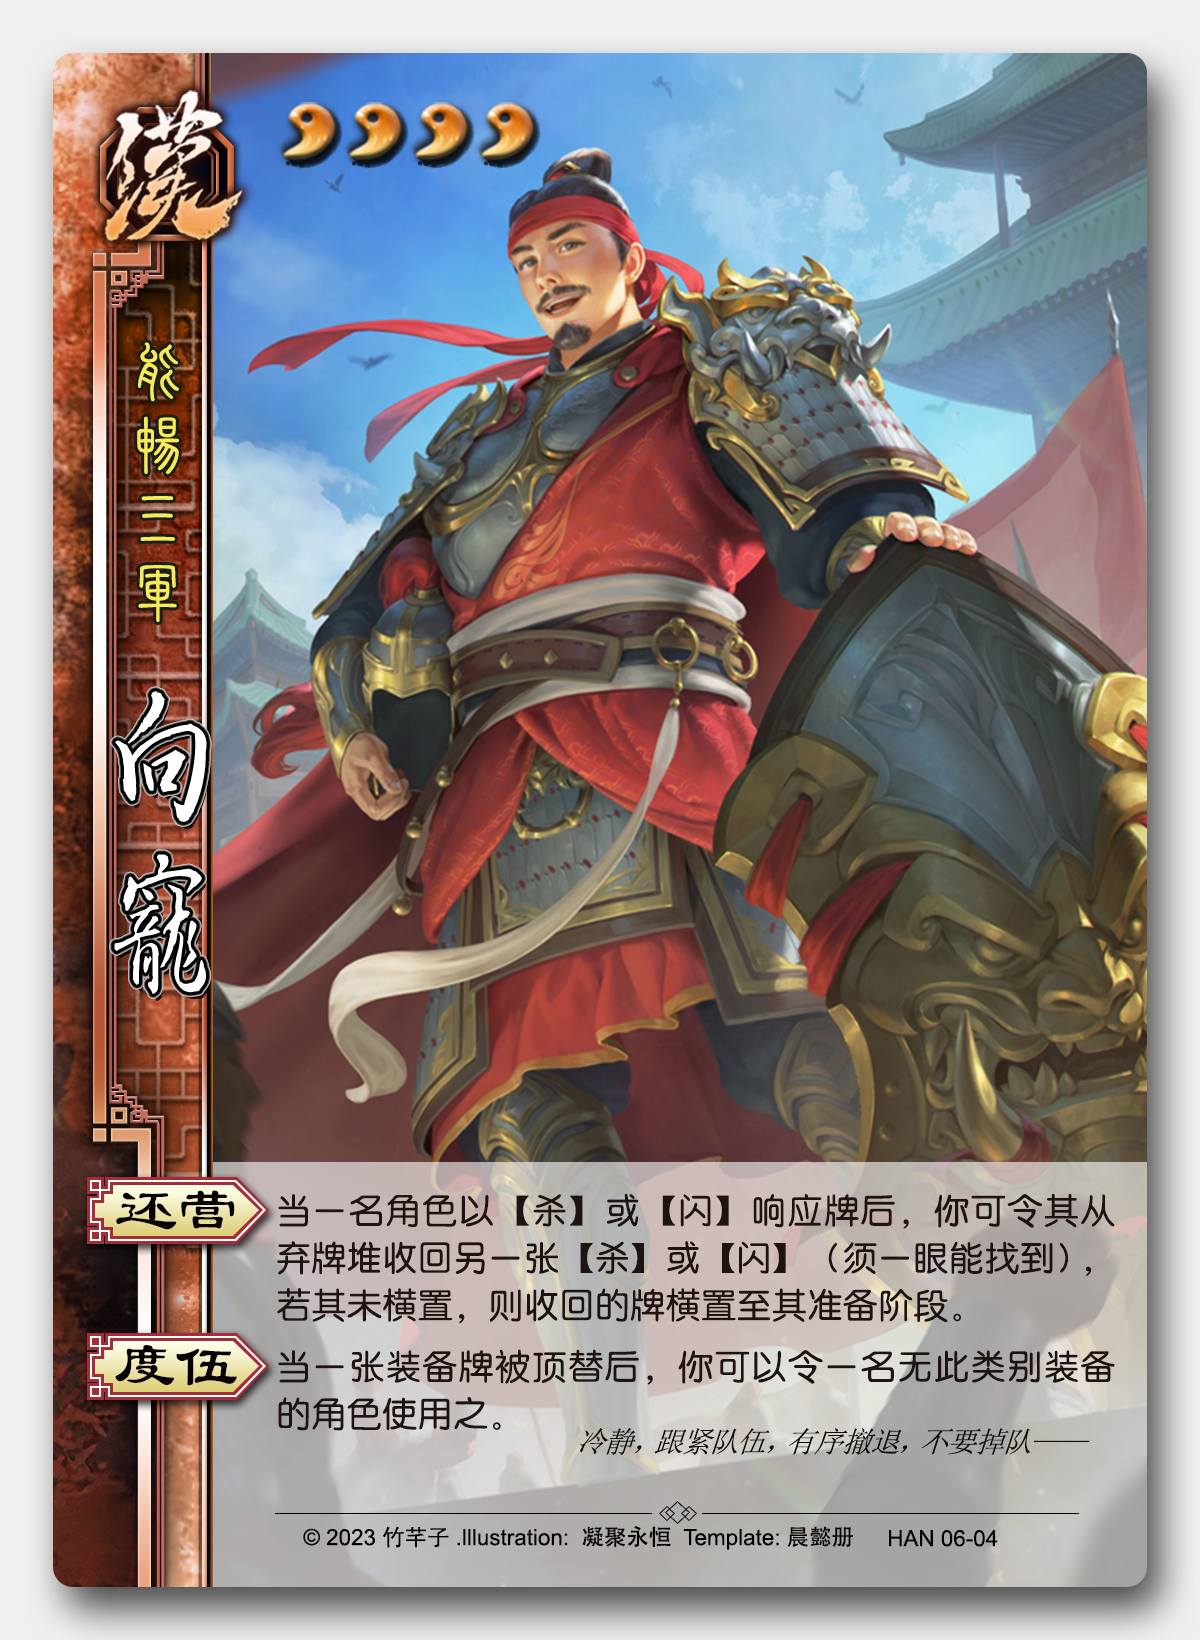 漢
能暢三軍
向寵
还营
当一名角色以【杀】或【闪】响应牌后，你可令其从
弃牌堆收回另一张【杀】或【闪】（须一眼能找到），
若其未横置，则收回的牌横置至其准备阶段。
度伍
当一张装备牌被顶替后，你可以令一名无此类别装备
的角色使用之。
冷静，跟紧队伍，有序撤退，不要掉队——
© 2023 竹芊子 .Illustration: 凝聚永恒 Template: 晨懿册 HAN 06-04